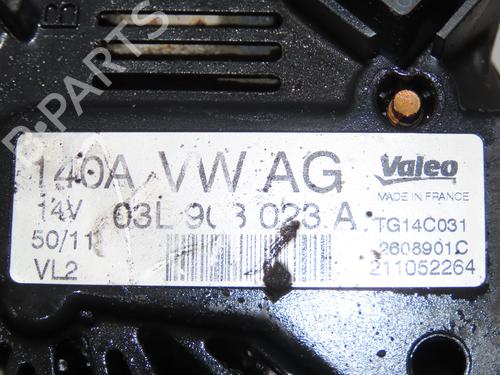 B
B-PARTS
140A VW AG
Valeo
MADE IN FRANCE
14V
03L 903 023 A
TG14C031
50/11
2608901C
VL2
211052264